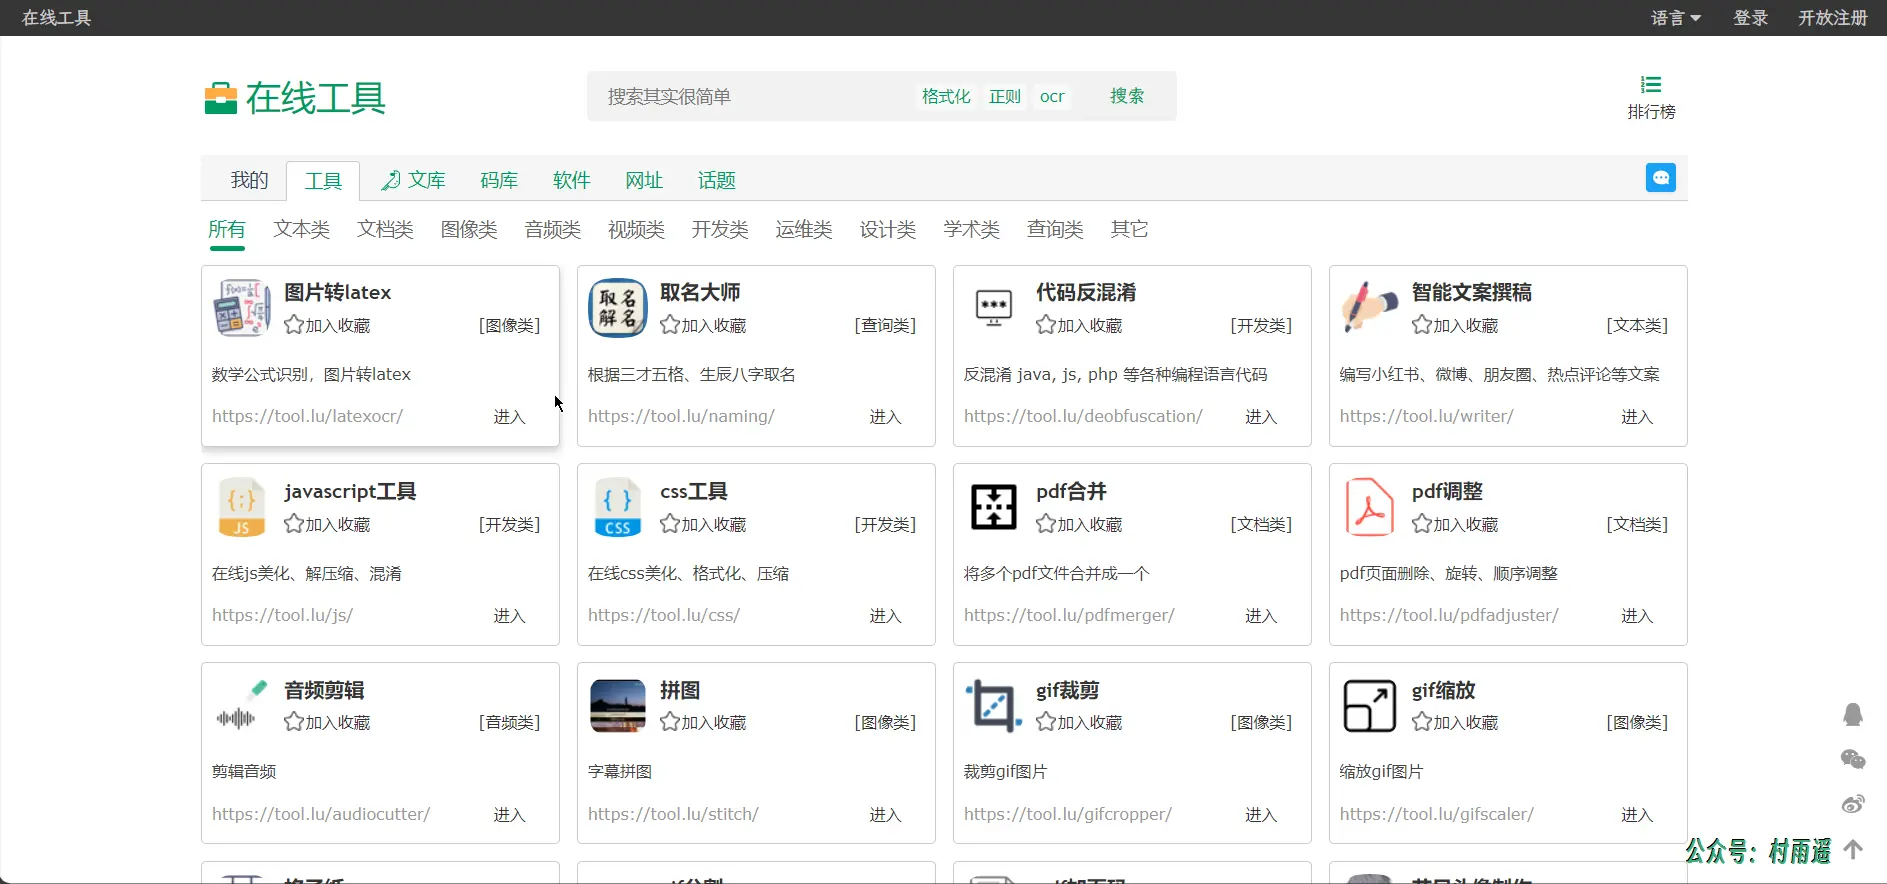 在线工具
语言
登录
开放注册
在线工具
搜索其实很简单
格式化
正则
ocr
搜索
排行榜
我的
工具
文库
码库
软件
网址
话题
所有
文本类
文档类
图像类
音频类
视频类
开发类
运维类
设计类
学术类
查询类
其它
图片转latex
加入收藏
[图像类]
数学公式识别，图片转latex
https://tool.lu/latexocr/
进入
取名解名
取名大师
加入收藏
[查询类]
根据三才五格、生辰八字取名
https://tool.lu/naming/
进入
代码反混淆
加入收藏
[开发类]
反混淆 java, js, php 等各种编程语言代码
https://tool.lu/deobfuscation/
进入
智能文案撰稿
加入收藏
[文本类]
编写小红书、微博、朋友圈、热点评论等文案
https://tool.lu/writer/
进入
JS
javascript工具
加入收藏
[开发类]
在线js美化、解压缩、混淆
https://tool.lu/js/
进入
CSS
css工具
加入收藏
[开发类]
在线css美化、格式化、压缩
https://tool.lu/css/
进入
pdf合并
加入收藏
[文档类]
将多个pdf文件合并成一个
https://tool.lu/pdfmerger/
进入
pdf调整
加入收藏
[文档类]
pdf页面删除、旋转、顺序调整
https://tool.lu/pdfadjuster/
进入
音频剪辑
加入收藏
[音频类]
剪辑音频
https://tool.lu/audiocutter/
进入
拼图
加入收藏
[图像类]
字幕拼图
https://tool.lu/stitch/
进入
gif裁剪
加入收藏
[图像类]
裁剪gif图片
https://tool.lu/gifcropper/
进入
gif缩放
加入收藏
[图像类]
缩放gif图片
https://tool.lu/gifscaler/
进入
公众号：村雨遥